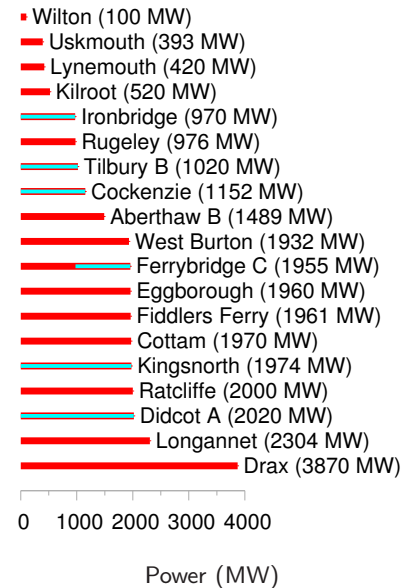 Wilton (100 MW)
Uskmouth (393 MW)
Lynemouth (420 MW)
Kilroot (520 MW)
Ironbridge (970 MW)
Rugeley (976 MW)
Tilbury B (1020 MW)
Cockenzie (1152 MW)
Aberthaw B (1489 MW)
West Burton (1932 MW)
Ferrybridge C (1955 MW)
Eggborough (1960 MW)
Fiddlers Ferry (1961 MW)
Cottam (1970 MW)
Kingsnorth (1974 MW)
Ratcliffe (2000 MW)
Didcot A (2020 MW)
Longannet (2304 MW)
Drax (3870 MW)
0 1000 2000 3000 4000
Power (MW)